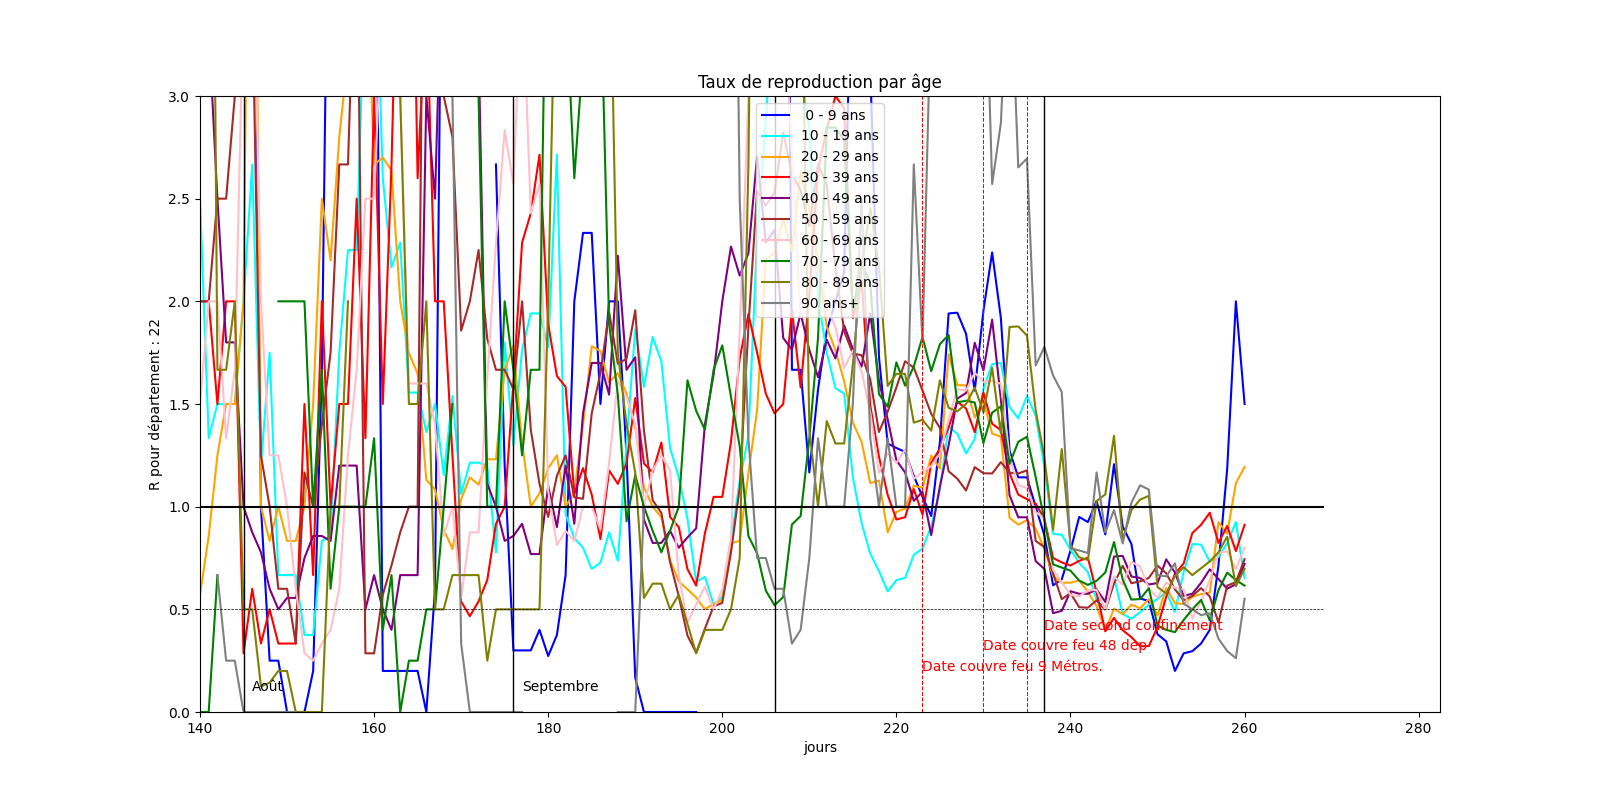 Taux de reproduction par âge
R pour département : 22
3.0
2.5
2.0
1.5
1.0
0.5
0.0
0 - 9 ans
10 - 19 ans
20 - 29 ans
30 - 39 ans
40 - 49 ans
50 - 59 ans
60 - 69 ans
70 - 79 ans
80 - 89 ans
90 ans+
Date second confinement
Date couvre feu 48 dép.
Date couvre feu 9 Métros.
Août
Septembre
140 160 180 200 220 240 260 280
jours